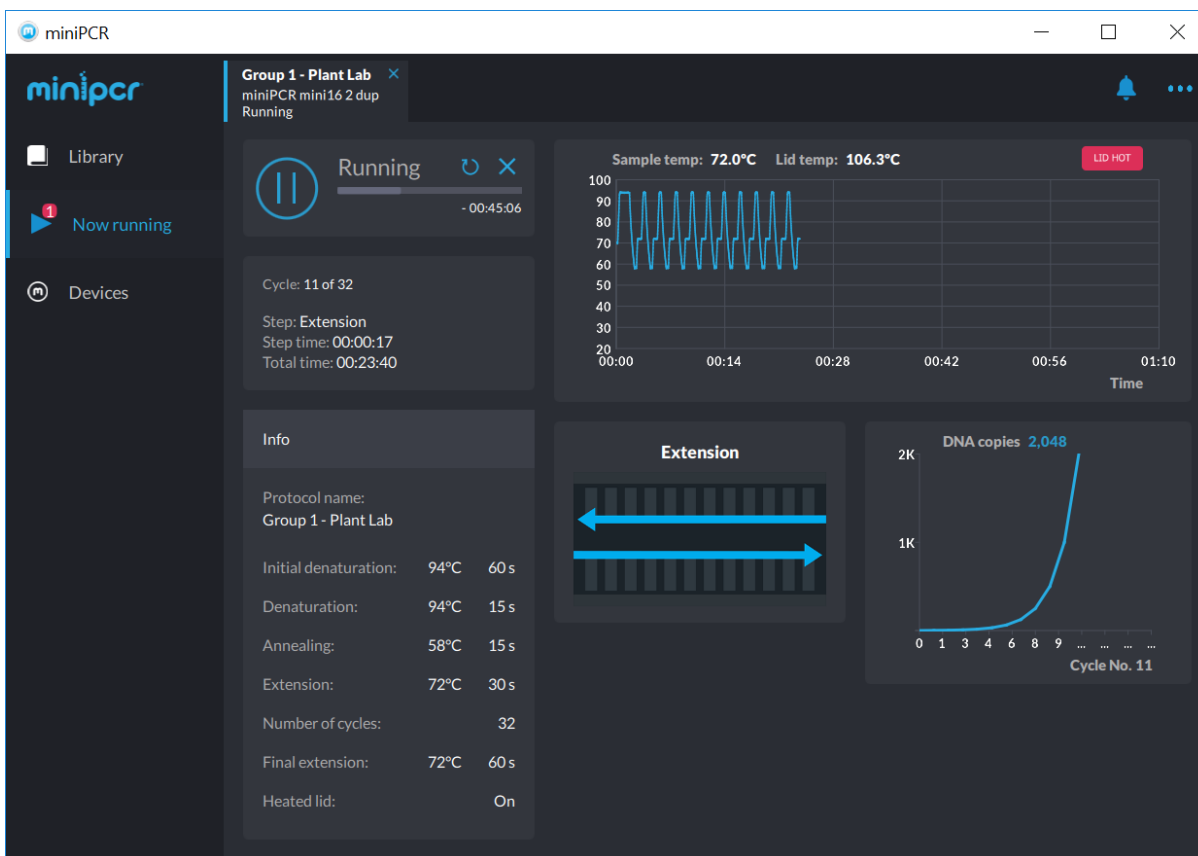 miniPCR
minipcr
Group 1 - Plant Lab
miniPCR mini16 2 dup
Running
Library
1
Now running
Devices
Running
- 00:45:06
Cycle: 11 of 32
Step: Extension
Step time: 00:00:17
Total time: 00:23:40
Info
Protocol name:
Group 1 - Plant Lab
Initial denaturation: 94°C 60 s
Denaturation: 94°C 15 s
Annealing: 58°C 15 s
Extension: 72°C 30 s
Number of cycles: 32
Final extension: 72°C 60 s
Heated lid: On
Sample temp: 72.0°C Lid temp: 106.3°C
LID HOT
100
90
80
70
60
50
40
30
20
00:00 00:14 00:28 00:42 00:56 01:10
Time
Extension
DNA copies 2,048
2K
1K
0 1 3 4 6 8 9 ... ... ... ...
Cycle No. 11